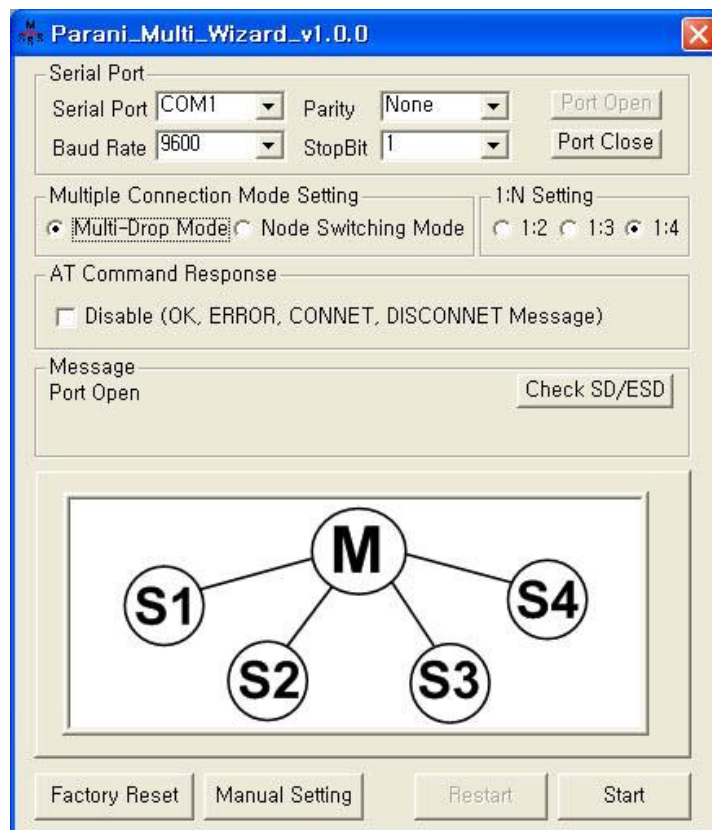 Parani_Multi_Wizard_v1.0.0
Serial Port
Serial Port COM1 Parity None Port Open
Baud Rate 9600 StopBit 1 Port Close
Multiple Connection Mode Setting 1:N Setting
Multi-Drop Mode Node Switching Mode 1:2 1:3 1:4
AT Command Response
Disable (OK, ERROR, CONNET, DISCONNET Message)
Message
Port Open Check SD/ESD
M
S1 S4
S2 S3
Factory Reset Manual Setting Restart Start